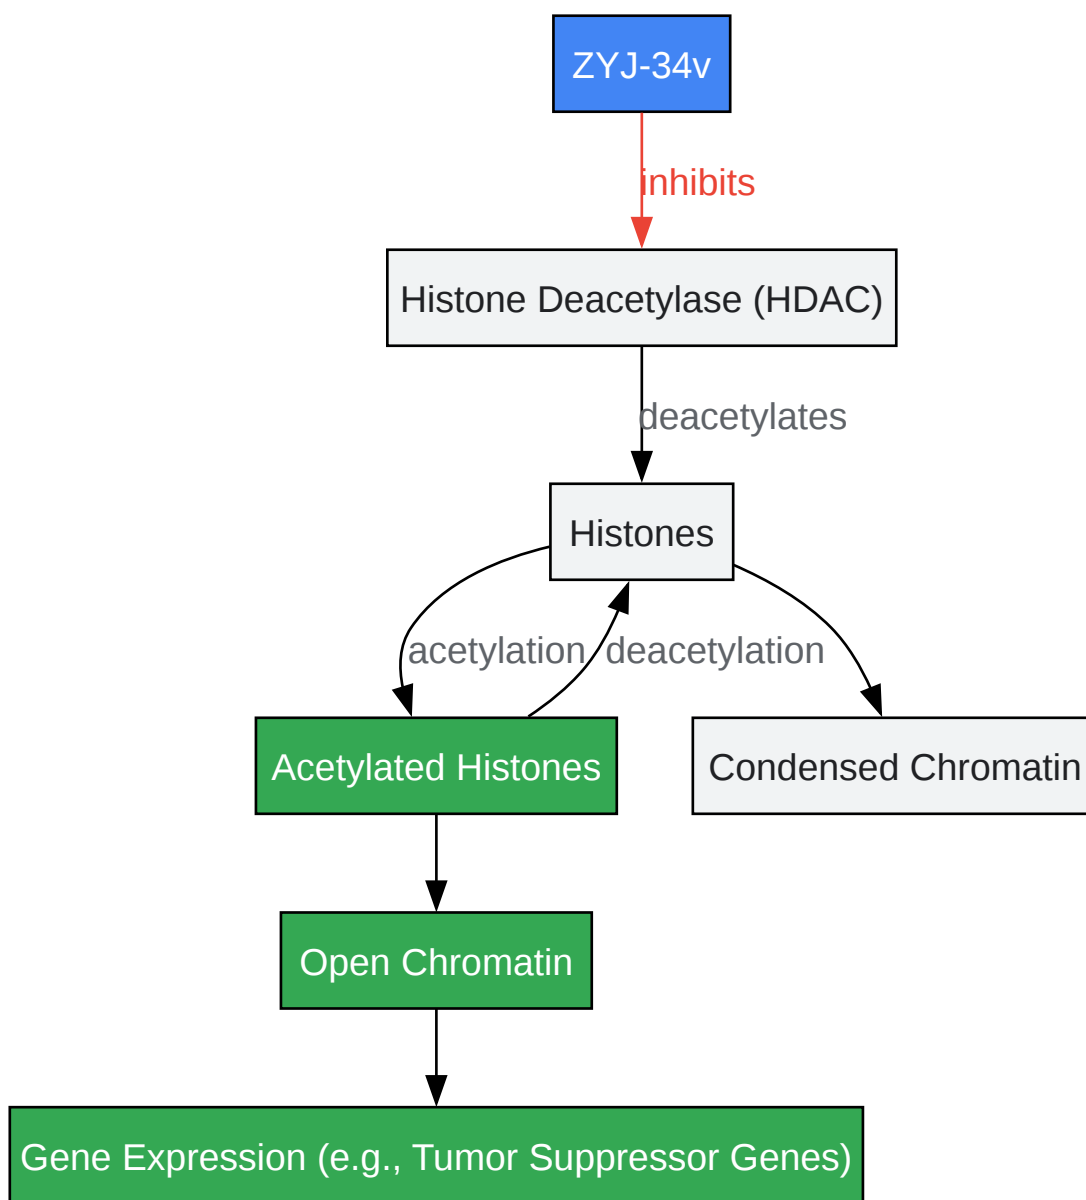 ZYJ-34v
inhibits
Histone Deacetylase (HDAC)
deacetylates
Histones
acetylation
deacetylation
Acetylated Histones
Condensed Chromatin
Open Chromatin
Gene Expression (e.g., Tumor Suppressor Genes)